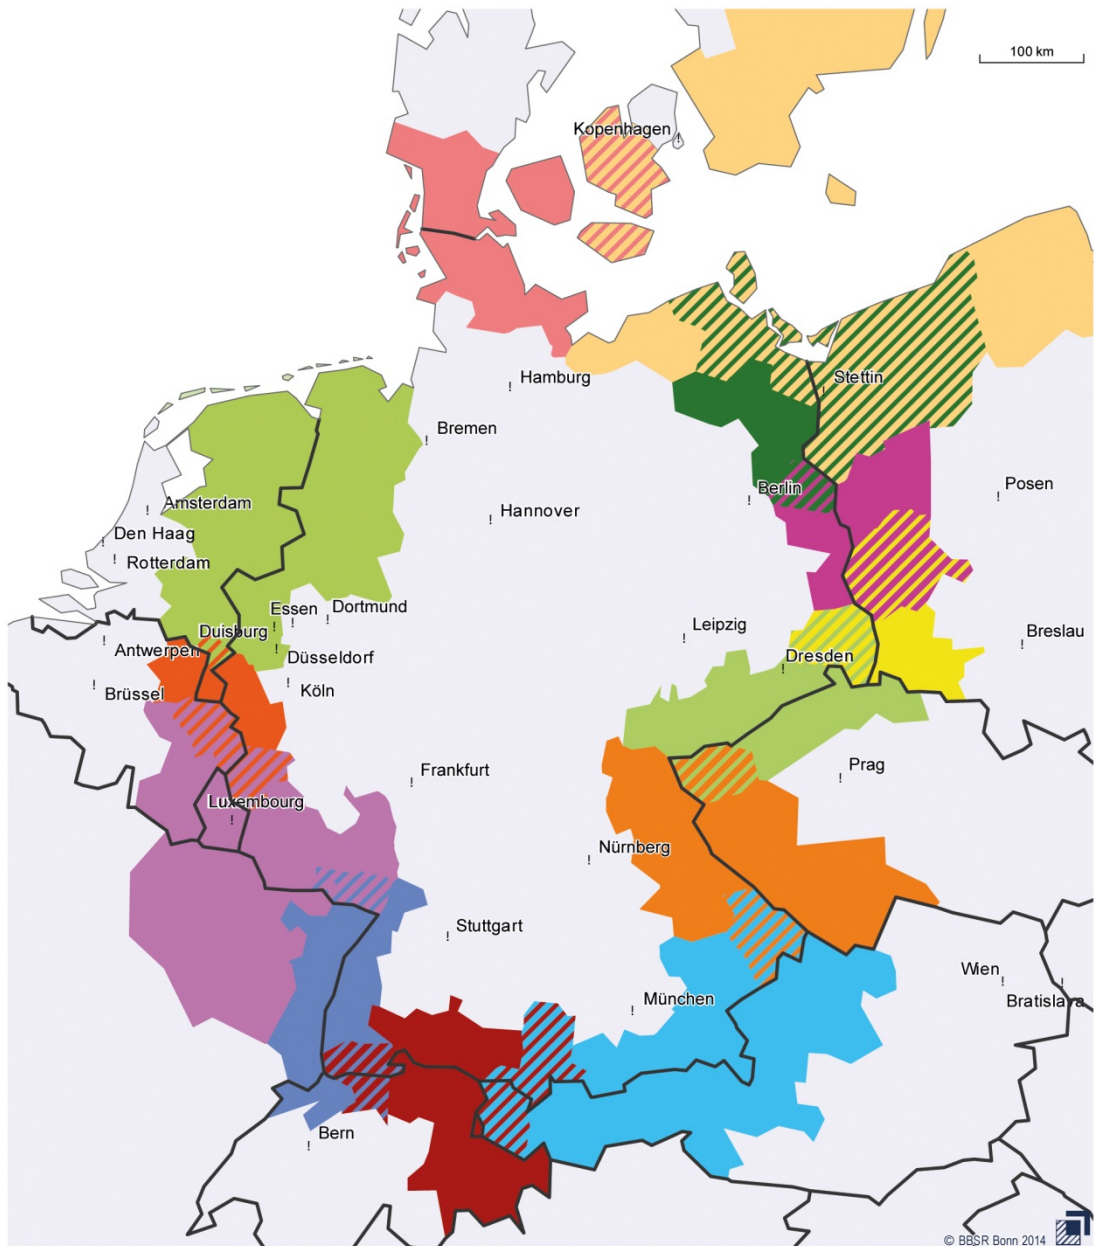 100 km
Kopenhagen
Hamburg
Stettin
Bremen
Berlin
Posen
Amsterdam
Hannover
Den Haag
Rotterdam
Essen
Dortmund
Duisburg
Leipzig
Breslau
Antwerpen
Düsseldorf
Dresden
Brüssel
Köln
Frankfurt
Prag
Luxembourg
Nürnberg
Stuttgart
Wien
München
Bratislava
Bern
© BBSR Bonn 2014